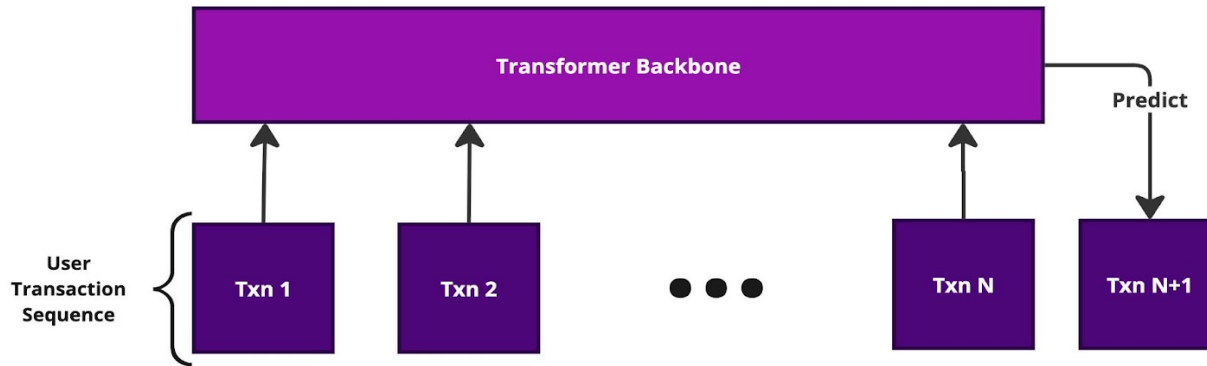 Transformer Backbone
Predict
User
Transaction
Sequence
Txn 1
Txn 2
Txn N
Txn N+1